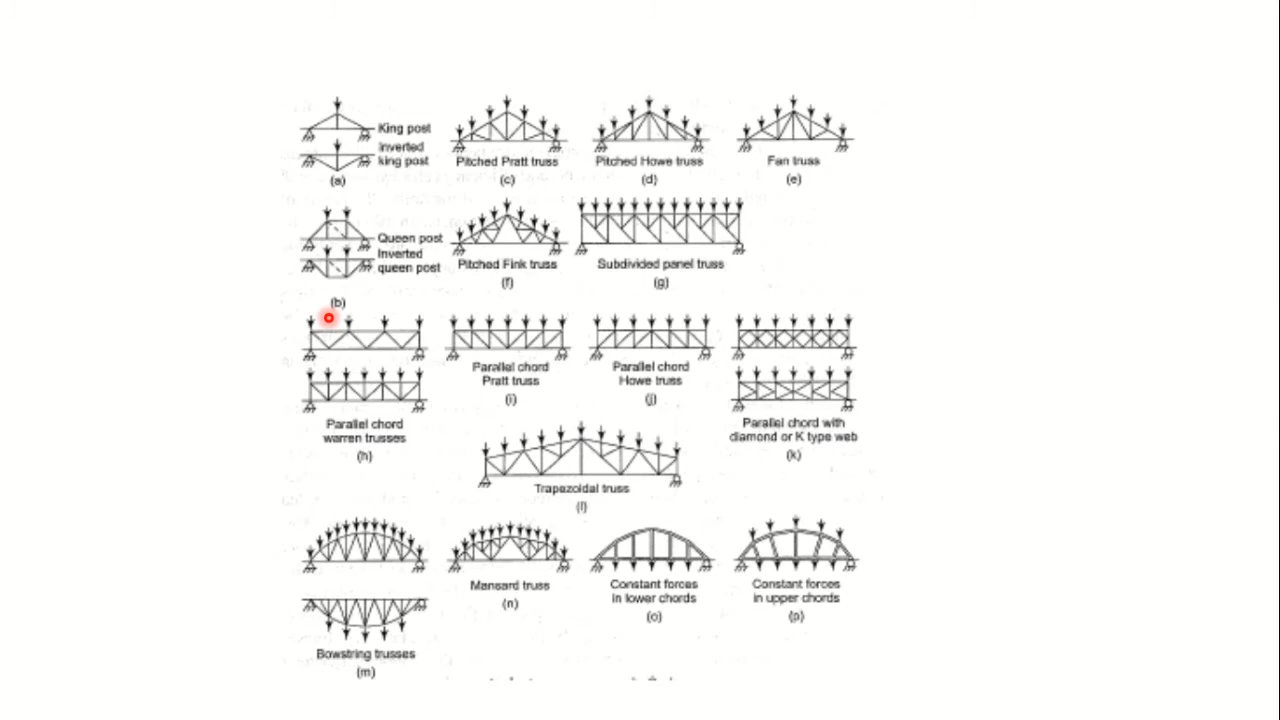 King post
Inverted
king post
(a)
Pitched Pratt truss
(c)
Pitched Howe truss
(d)
Fan truss
(e)
Queen post
Inverted
queen post
(b)
Pitched Fink truss
(f)
Subdivided panel truss
(g)
Parallel chord
warren trusses
(h)
Parallel chord
Pratt truss
(i)
Parallel chord
Howe truss
(j)
Parallel chord with
diamond or K type web
(k)
Trapezoidal truss
(l)
Bowstring trusses
(m)
Mansard truss
(n)
Constant forces
in lower chords
(o)
Constant forces
in upper chords
(p)